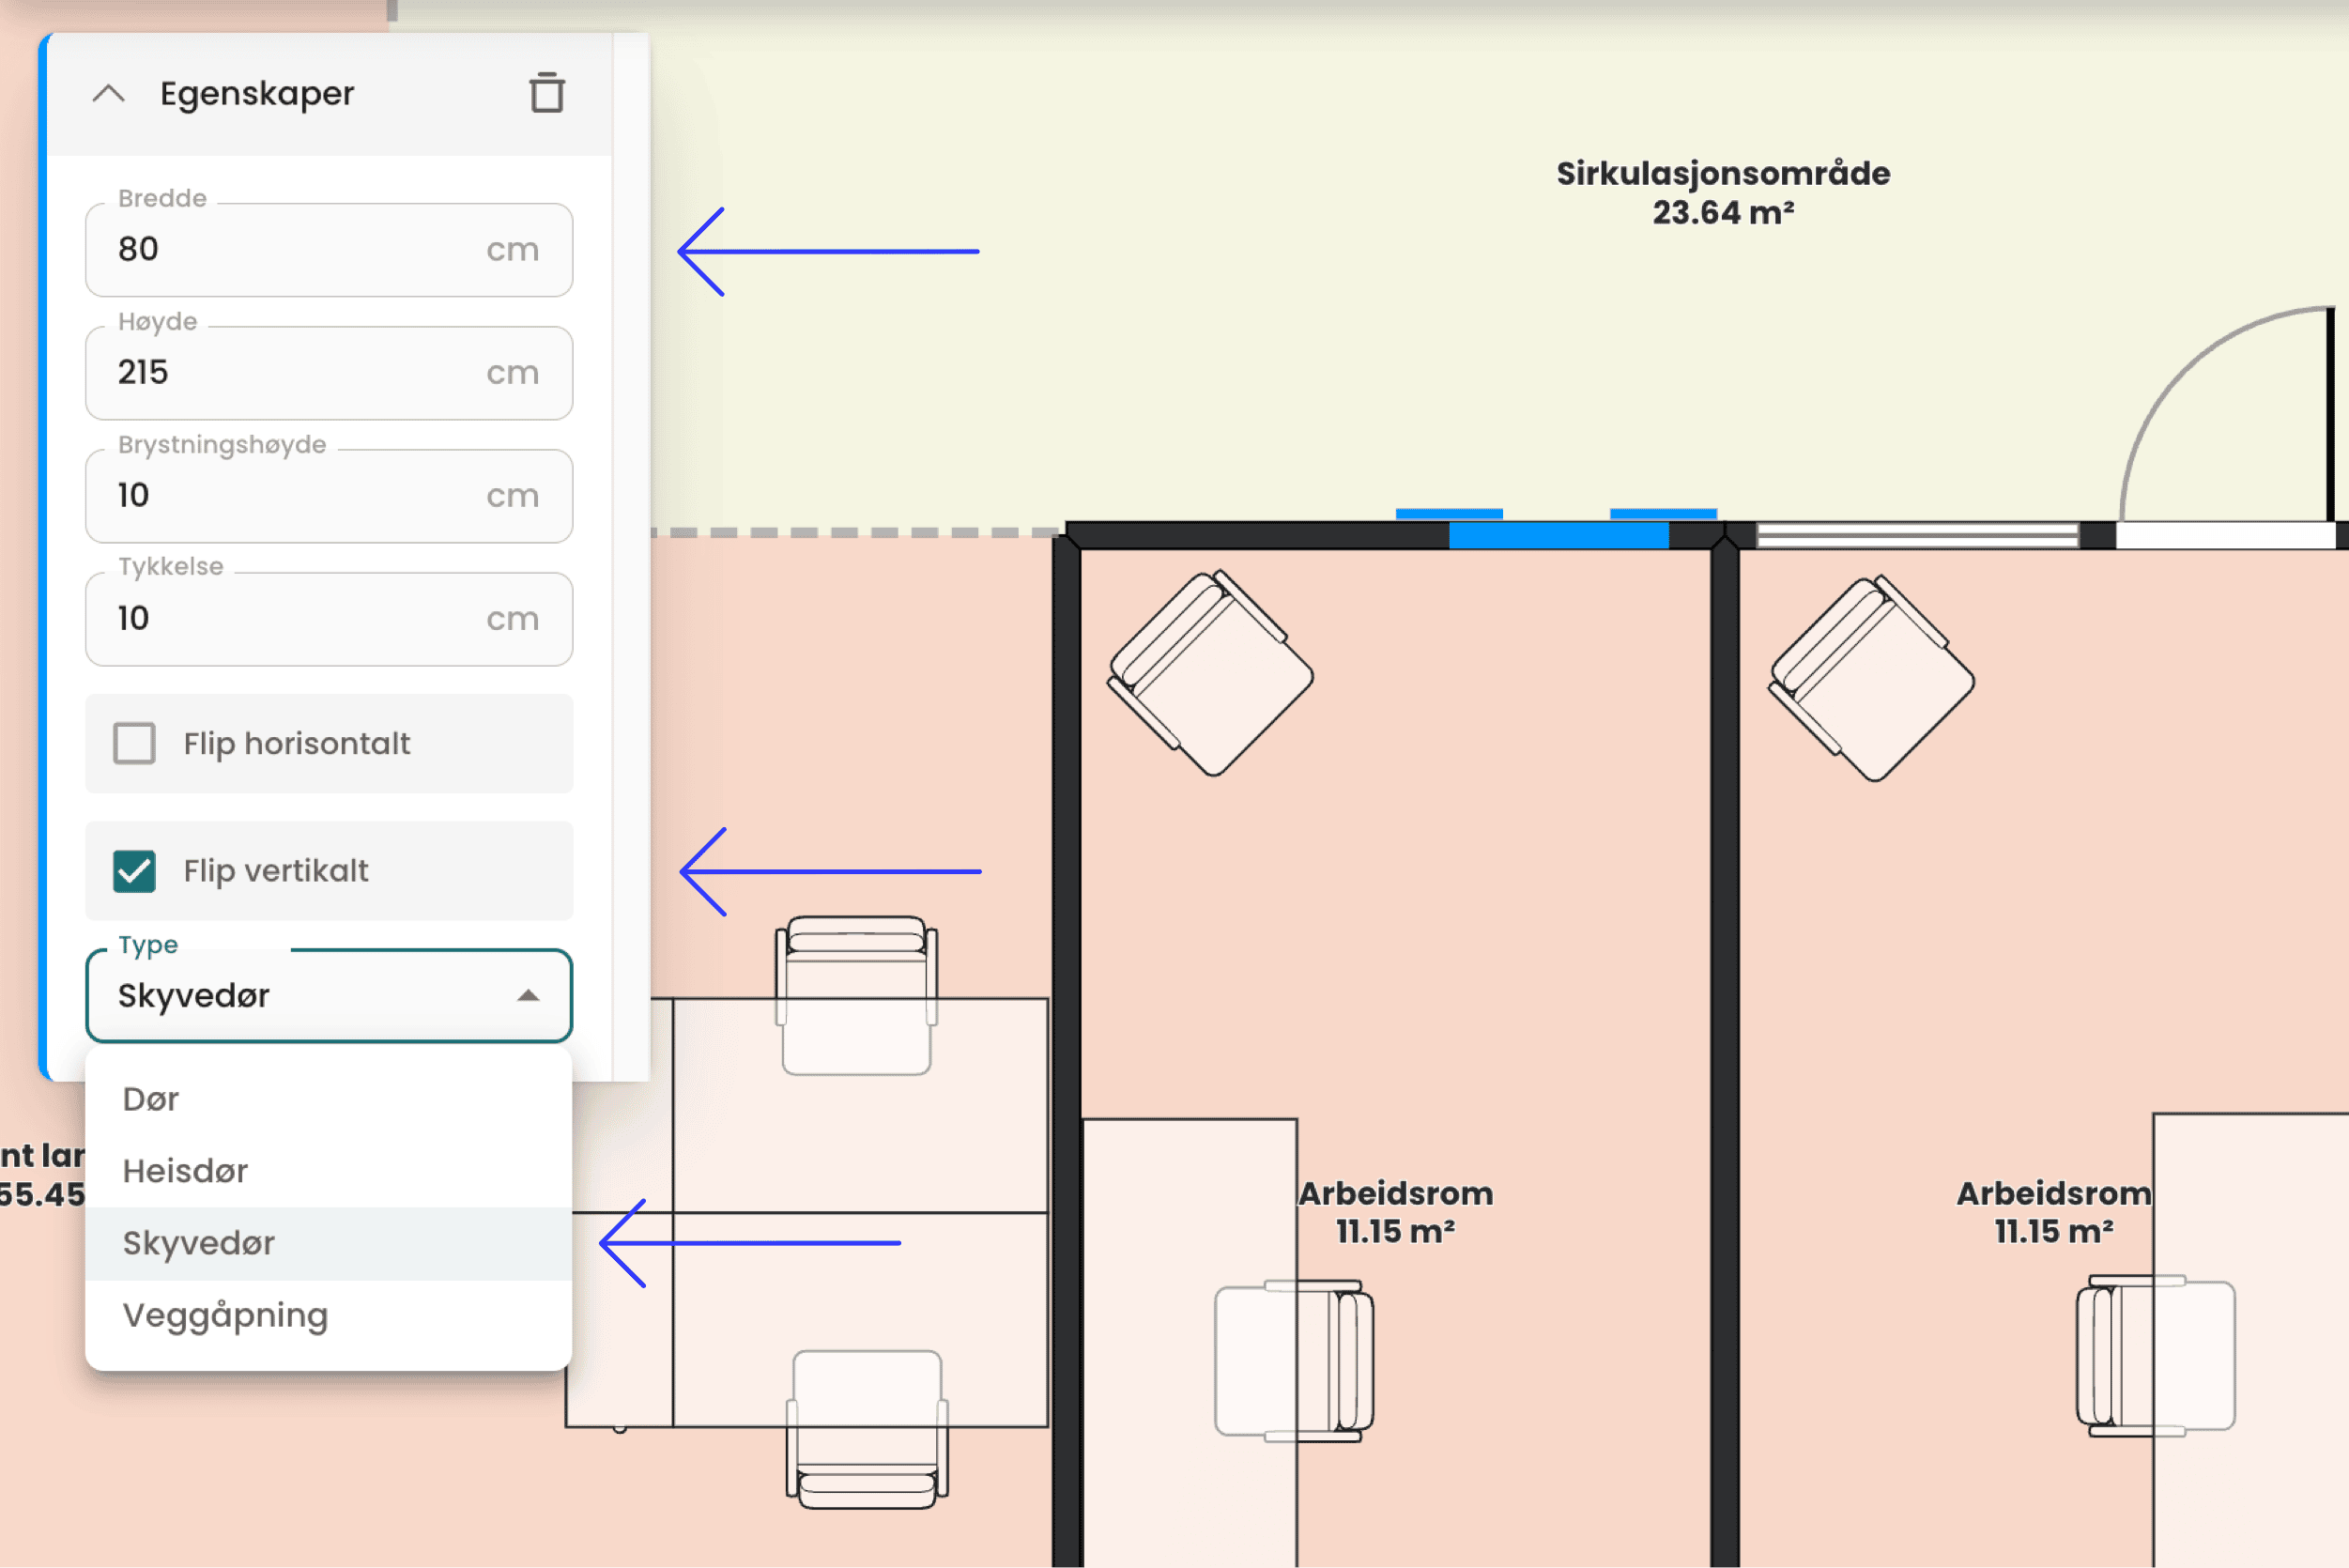 Egenskaper
Bredde
80 cm
Høyde
215 cm
Brystningshøyde
10 cm
Tykkelse
10 cm
Flip horisontalt
Flip vertikalt
Type
Skyvedør
Dør
Heisdør
Skyvedør
Veggåpning
nt lar
55.45
Sirkulasjonsområde
23.64 m²
Arbeidsrom
11.15 m²
Arbeidsrom
11.15 m²